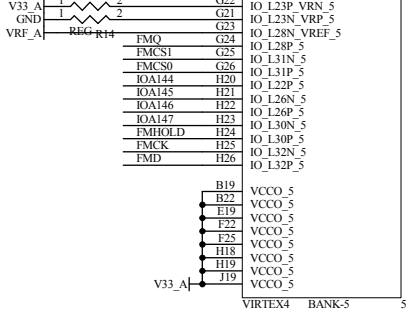 V33_A 1 2 G22 IO_L23P_VRN_5
GND 1 2 G21 IO_L23N_VRP_5
VRF_A REG R14 G23 IO_L28N_VREF_5
FMQ G24 IO_L28P_5
FMCS1 G25 IO_L31N_5
FMCS0 G26 IO_L31P_5
IOA144 H20 IO_L22P_5
IOA145 H21 IO_L26N_5
IOA146 H22 IO_L26P_5
IOA147 H23 IO_L30N_5
FMHOLD H24 IO_L30P_5
FMCK H25 IO_L32N_5
FMD H26 IO_L32P_5
B19 VCCO_5
B22 VCCO_5
E19 VCCO_5
F22 VCCO_5
F25 VCCO_5
H18 VCCO_5
H19 VCCO_5
V33_A J19 VCCO_5
VIRTEX4 BANK-5 5